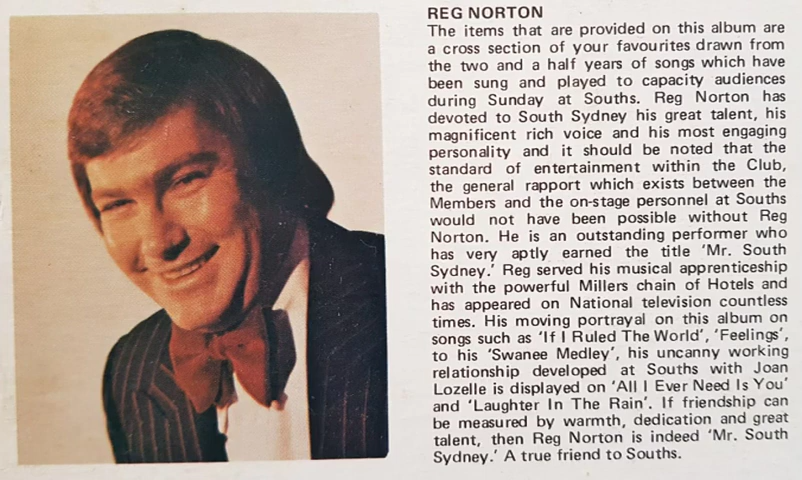 REG NORTON
The items that are provided on this album are
a cross section of your favourites drawn from
the two and a half years of songs which have
been sung and played to capacity audiences
during Sunday at Souths. Reg Norton has
devoted to South Sydney his great talent, his
magnificent rich voice and his most engaging
personality and it should be noted that the
standard of entertainment within the Club,
the general rapport which exists between the
Members and the on-stage personnel at Souths
would not have been possible without Reg
Norton. He is an outstanding performer who
has very aptly earned the title 'Mr. South
Sydney.' Reg served his musical apprenticeship
with the powerful Millers chain of Hotels and
has appeared on National television countless
times. His moving portrayal on this album on
songs such as 'If I Ruled The World', 'Feelings',
to his 'Swanee Medley', his uncanny working
relationship developed at Souths with Joan
Lozelle is displayed on 'All I Ever Need Is You'
and 'Laughter In The Rain'. If friendship can
be measured by warmth, dedication and great
talent, then Reg Norton is indeed 'Mr. South
Sydney.' A true friend to Souths.